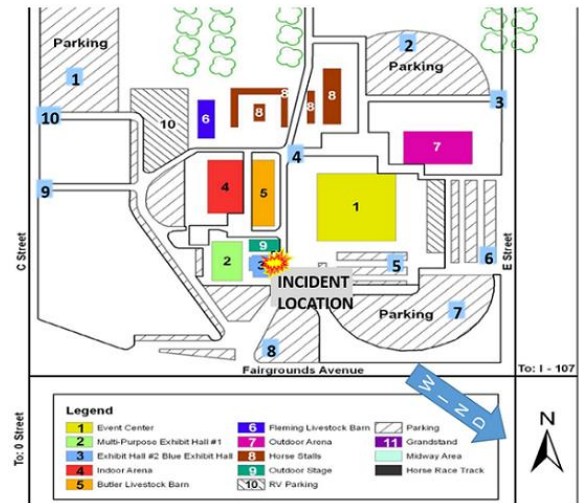 Parking
1
2
Parking
3
10
10
6
8
8
8
8
4
7
9
4
5
1
9
2
3
5
6
INCIDENT
LOCATION
Parking
7
8
Fairgrounds Avenue
C Street
E Street
To: I - 107
To: 0 Street
WIND
N
Legend
1 Event Center
2 Multi-Purpose Exhibit Hall #1
3 Exhibit Hall #2 Blue Exhibit Hall
4 Indoor Arena
5 Butler Livestock Barn
6 Fleming Livestock Barn
7 Outdoor Arena
8 Horse Stalls
9 Outdoor Stage
10 RV Parking
Parking
11 Grandstand
Midway Area
Horse Race Track